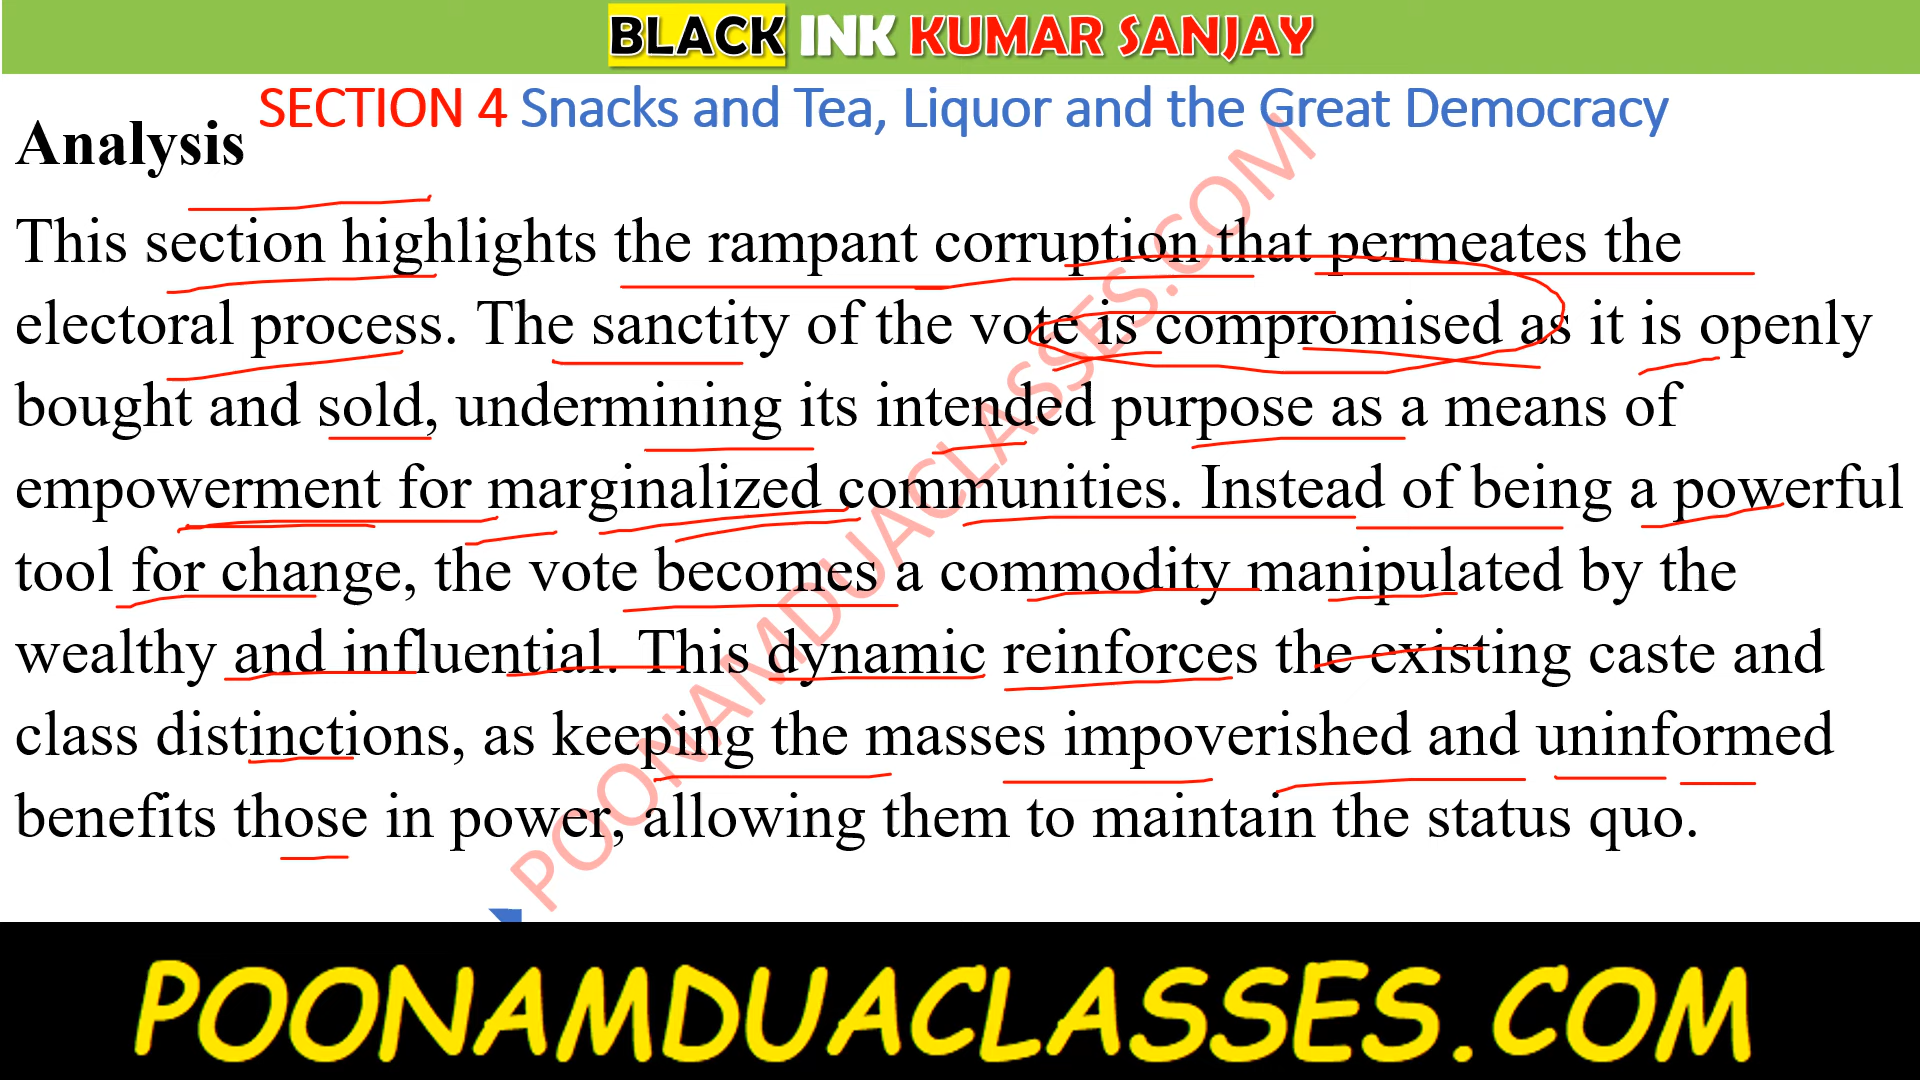 BLACK INK KUMAR SANJAY
SECTION 4 Snacks and Tea, Liquor and the Great Democracy
Analysis
This section highlights the rampant corruption that permeates the
electoral process. The sanctity of the vote is compromised as it is openly
bought and sold, undermining its intended purpose as a means of
empowerment for marginalized communities. Instead of being a powerful
tool for change, the vote becomes a commodity manipulated by the
wealthy and influential. This dynamic reinforces the existing caste and
class distinctions, as keeping the masses impoverished and uninformed
benefits those in power, allowing them to maintain the status quo.
POONAMDUACLASSES.COM
POONAMDUACLASSES.COM